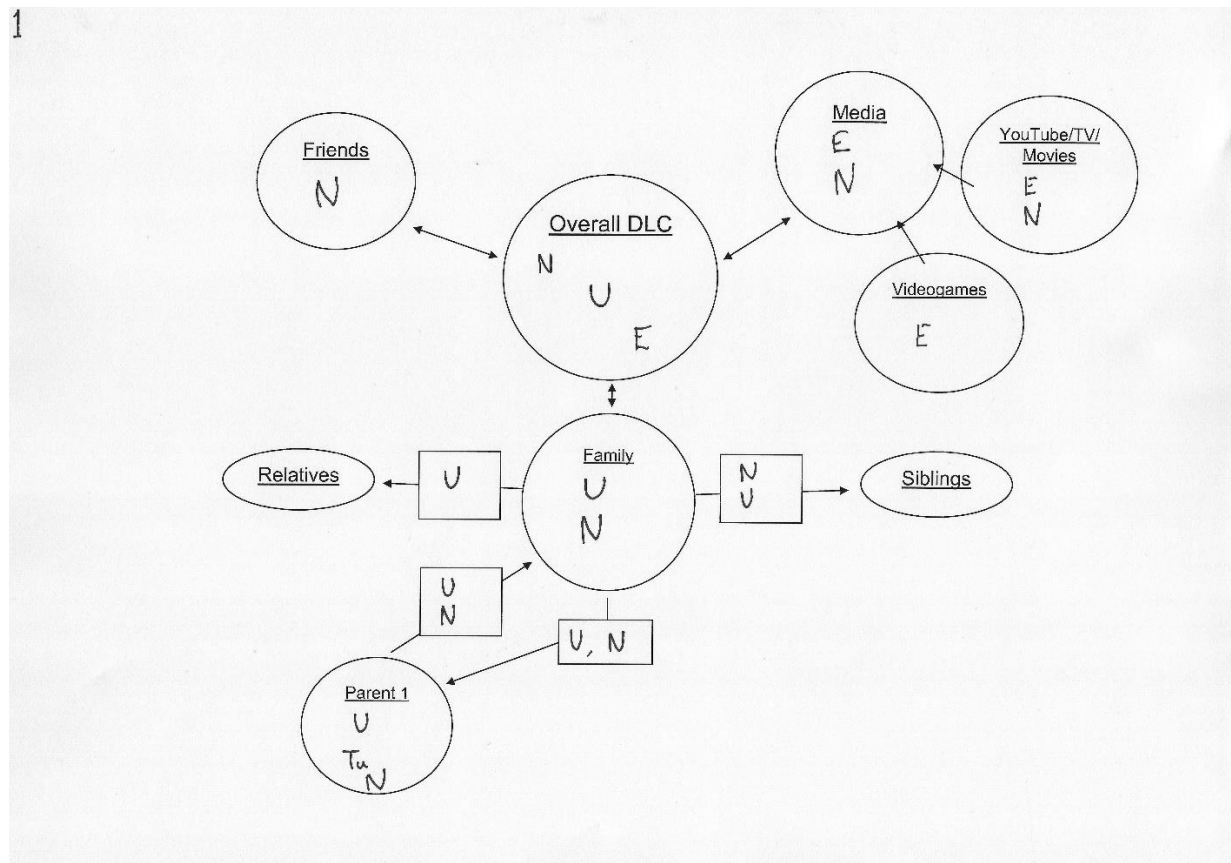 1
Friends
N
Media
E
N
YouTube/TV/
Movies
E
N
Overall DLC
N
U
E
Videogames
E
Relatives
U
Family
U
N
N
U
Siblings
U
N
U, N
Parent 1
U
Tu
N